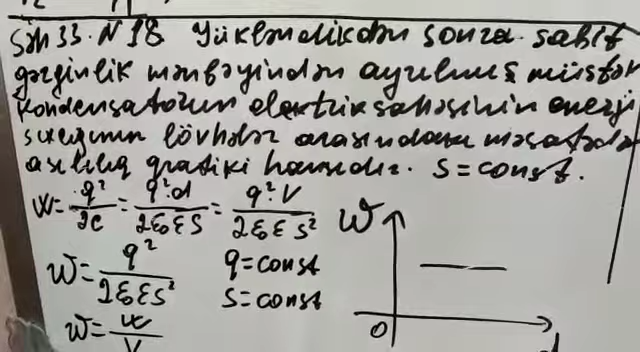 Səh 33. N 18. Yükləndikdən sonra sabit
gərginlik mənbəyindən ayrılmış müstəvi
kondensatorun elektrik sahəsinin enerji
sıxlığının lövhələr arasındakı məsafədən
asılılıq qrafiki hansıdır. S = const.
W = q²/2C = q²·d/2ε₀εS = q²·V/2ε₀εS²
W
w = q²/2ε₀εS² q = const
S = const
w = W/V
0
d